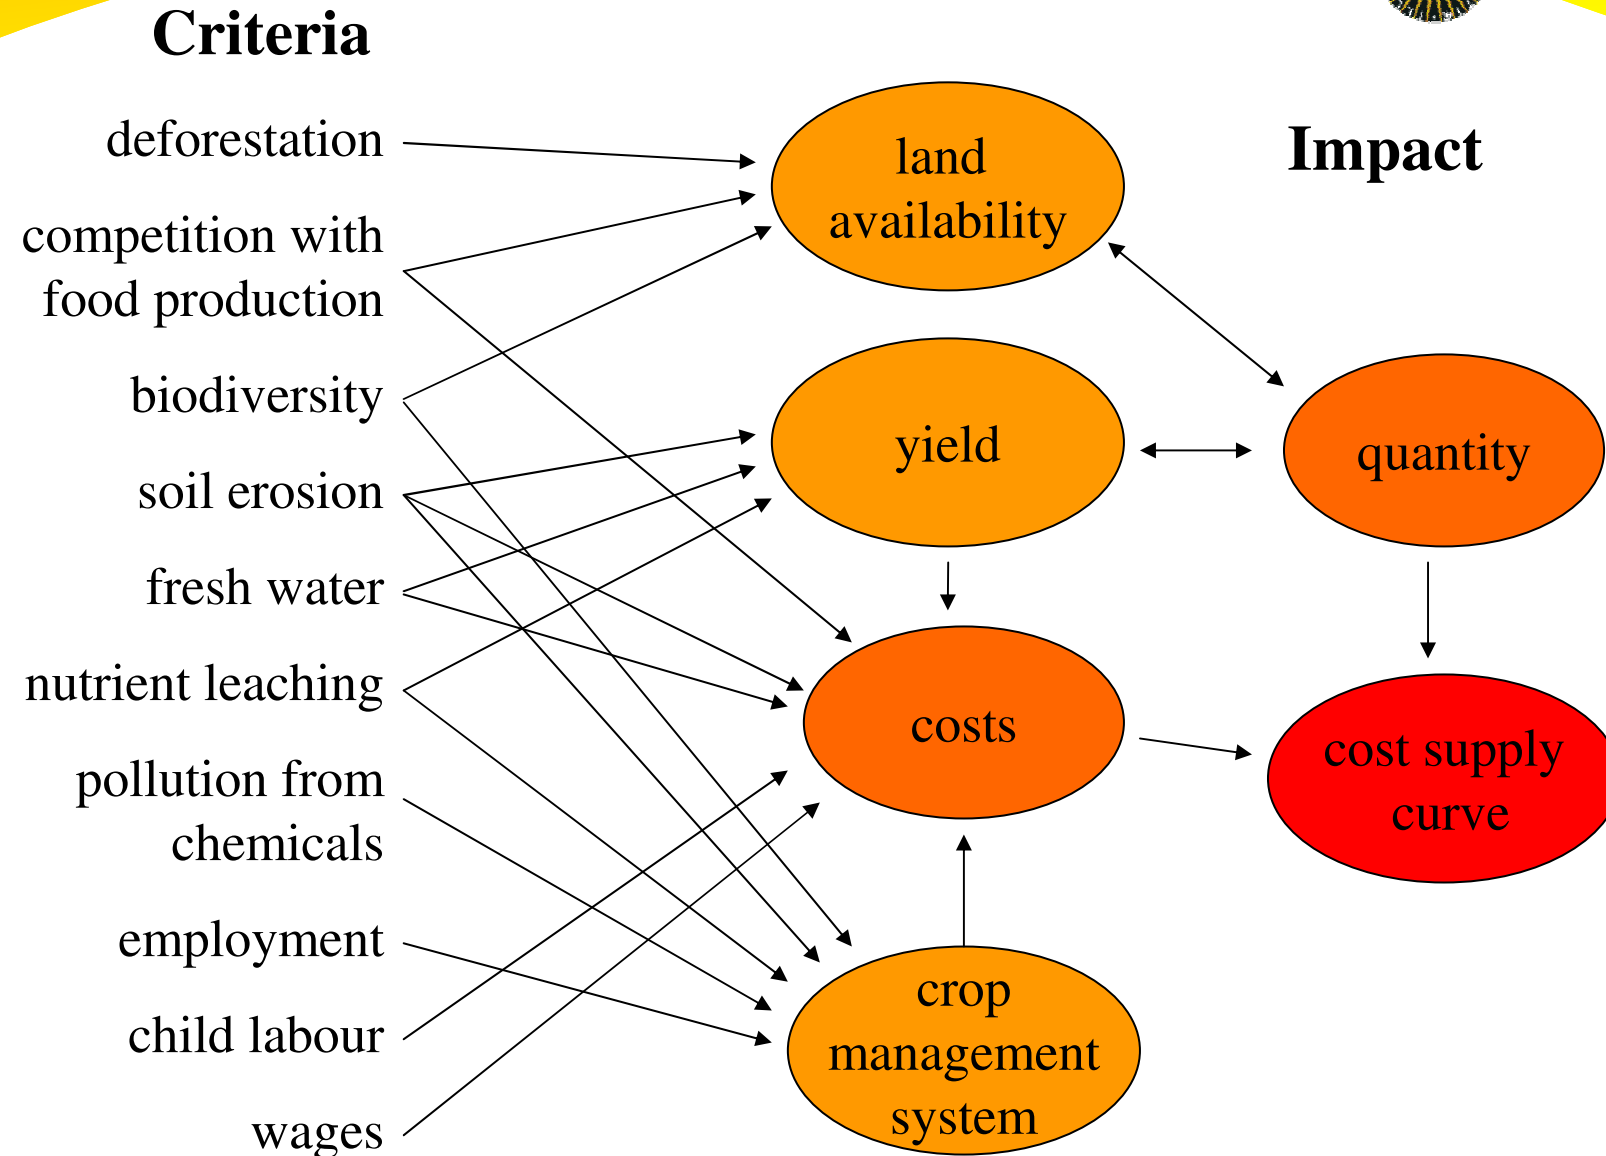 Criteria
deforestation
competition with
food production
biodiversity
soil erosion
fresh water
nutrient leaching
pollution from
chemicals
employment
child labour
wages
land
availability
yield
costs
crop
management
system
Impact
quantity
cost supply
curve